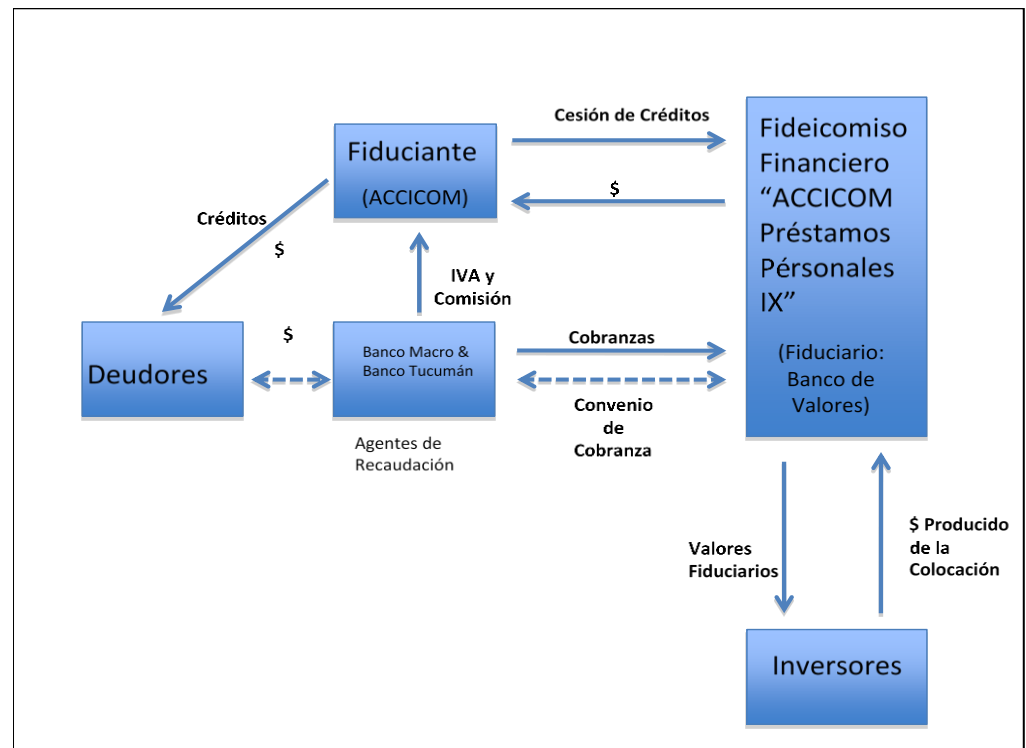 Cesión de Créditos
Fiduciante
(ACCICOM)
$
Créditos
$
Fideicomiso
Financiero
“ACCICOM
Préstamos
Pérsonales
IX”
(Fiduciario:
Banco de
Valores)
IVA y
Comisión
Deudores
$
Banco Macro &
Banco Tucumán
Agentes de
Recaudación
Cobranzas
Convenio
de
Cobranza
Valores
Fiduciarios
$ Producido
de la
Colocación
Inversores